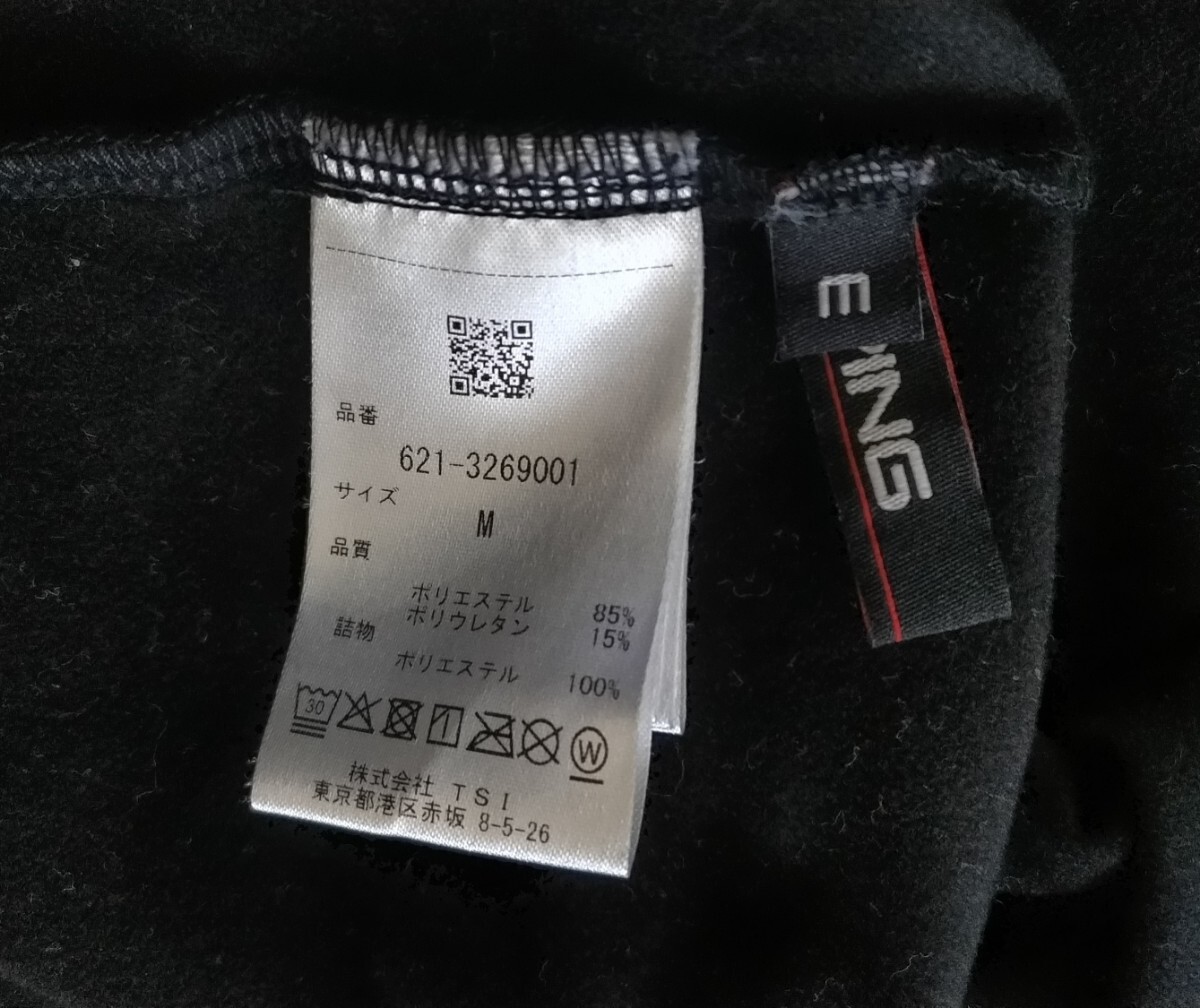 品番
621-3269001
サイズ
M
品質
ポリエステル 85%
ポリウレタン 15%
詰物
ポリエステル 100%
30
W
株式会社 TSI
東京都港区赤坂 8-5-26
E
ING